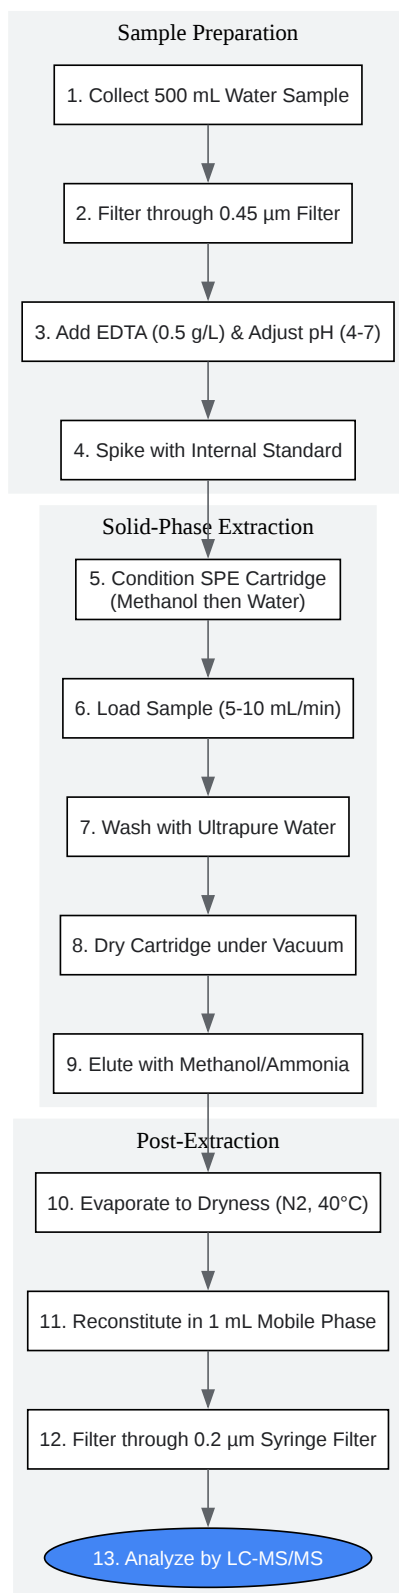 Sample Preparation
1. Collect 500 mL Water Sample
2. Filter through 0.45 µm Filter
3. Add EDTA (0.5 g/L) & Adjust pH (4-7)
4. Spike with Internal Standard
Solid-Phase Extraction
5. Condition SPE Cartridge
(Methanol then Water)
6. Load Sample (5-10 mL/min)
7. Wash with Ultrapure Water
8. Dry Cartridge under Vacuum
9. Elute with Methanol/Ammonia
Post-Extraction
10. Evaporate to Dryness (N2, 40°C)
11. Reconstitute in 1 mL Mobile Phase
12. Filter through 0.2 µm Syringe Filter
13. Analyze by LC-MS/MS